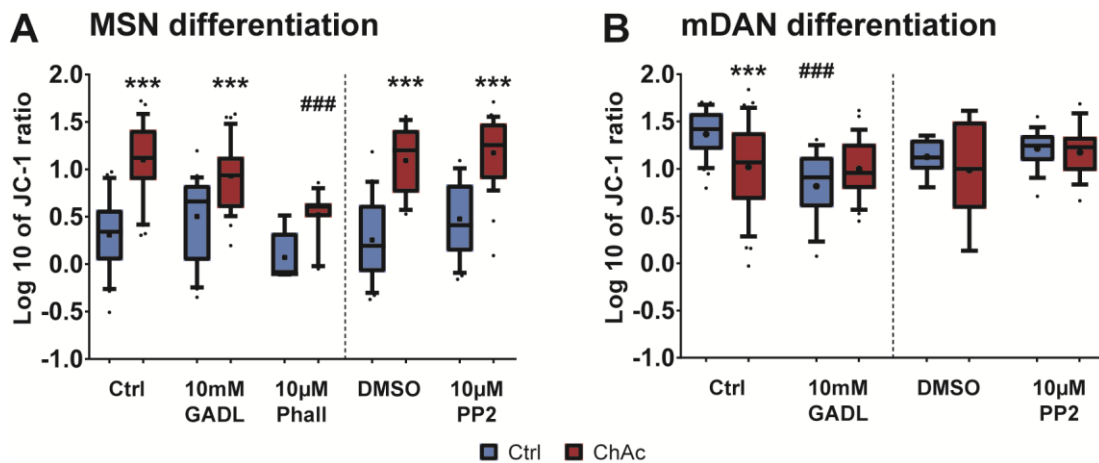 A MSN differentiation
B mDAN differentiation
Log 10 of JC-1 ratio
2.0
1.5
1.0
0.5
0.0
-0.5
-1.0
*** *** ### *** ***
Ctrl 10mM GADL 10µM Phall DMSO 10µM PP2
Log 10 of JC-1 ratio
2.0
1.5
1.0
0.5
0.0
-0.5
-1.0
*** ###
Ctrl 10mM GADL DMSO 10µM PP2
Ctrl ChAc